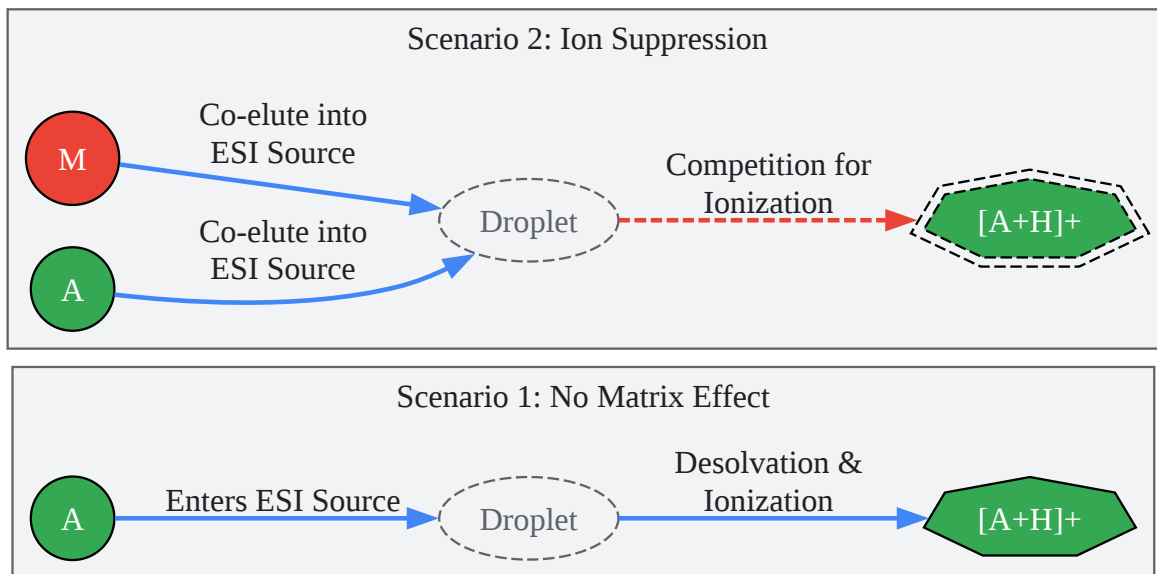 Scenario 2: Ion Suppression
M
Co-elute into
ESI Source
Competition for
Ionization
Droplet
[A+H]+
Co-elute into
ESI Source
A
Scenario 1: No Matrix Effect
A
Enters ESI Source
Droplet
Desolvation &
Ionization
[A+H]+